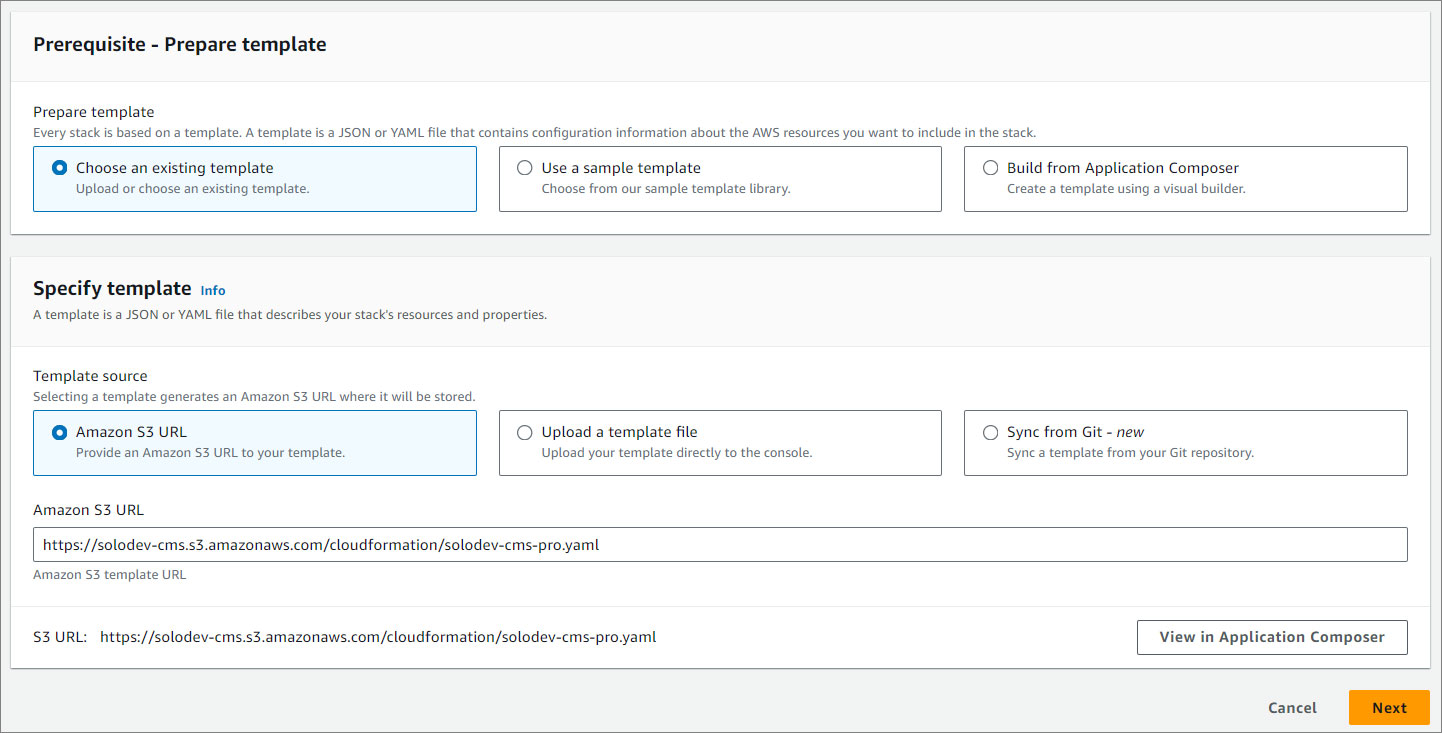 Prerequisite - Prepare template
Prepare template
Every stack is based on a template. A template is a JSON or YAML file that contains configuration information about the AWS resources you want to include in the stack.
Choose an existing template
Upload or choose an existing template.
Use a sample template
Choose from our sample template library.
Build from Application Composer
Create a template using a visual builder.
Specify template Info
A template is a JSON or YAML file that describes your stack's resources and properties.
Template source
Selecting a template generates an Amazon S3 URL where it will be stored.
Amazon S3 URL
Provide an Amazon S3 URL to your template.
Upload a template file
Upload your template directly to the console.
Sync from Git - new
Sync a template from your Git repository.
Amazon S3 URL
https://solodev-cms.s3.amazonaws.com/cloudformation/solodev-cms-pro.yaml
Amazon S3 template URL
S3 URL: https://solodev-cms.s3.amazonaws.com/cloudformation/solodev-cms-pro.yaml
View in Application Composer
Cancel
Next